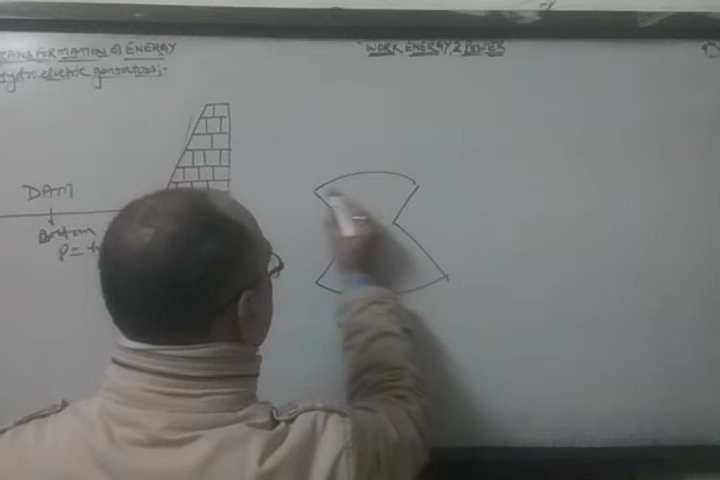 TRANSFORMATION of ENERGY
Hydroelectric generators:-
WORK ENERGY & POWER
DAM
Bottom
P =